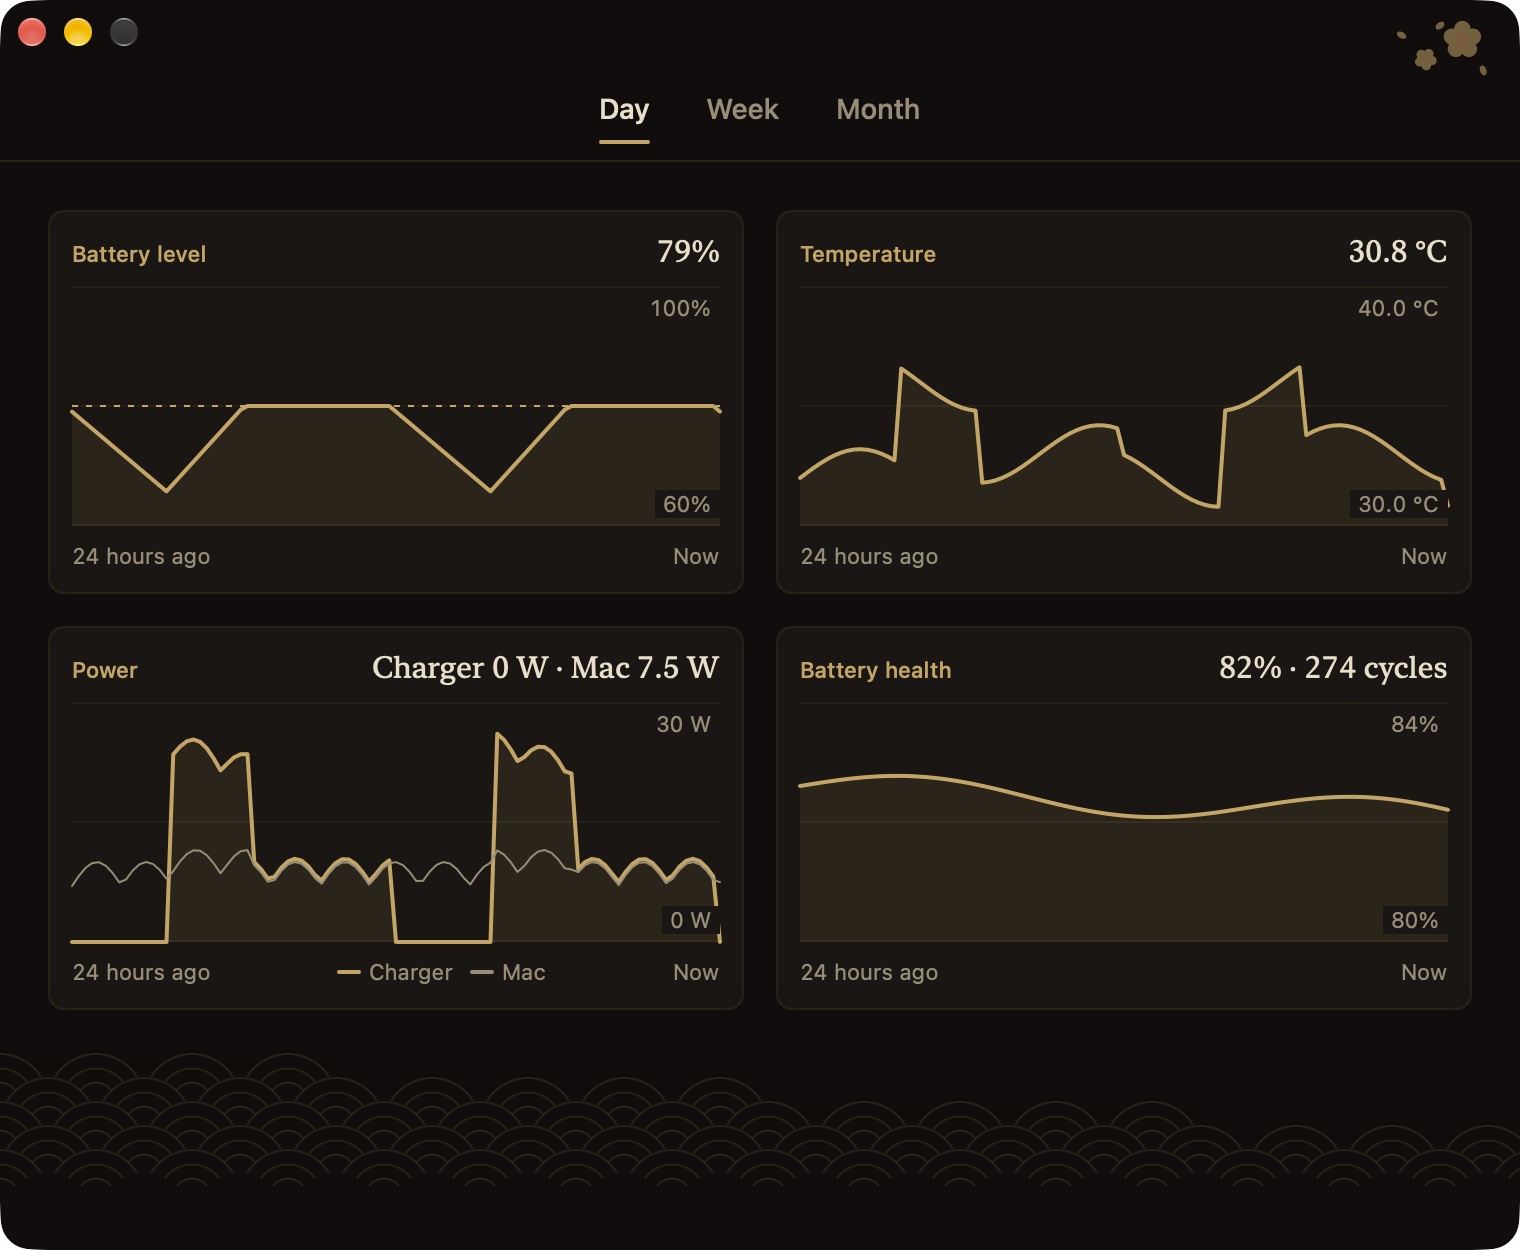 Day Week Month
Battery level 79%
100%
60%
24 hours ago Now
Temperature 30.8 °C
40.0 °C
30.0 °C
24 hours ago Now
Power Charger 0 W · Mac 7.5 W
30 W
0 W
24 hours ago Charger Mac Now
Battery health 82% · 274 cycles
84%
80%
24 hours ago Now